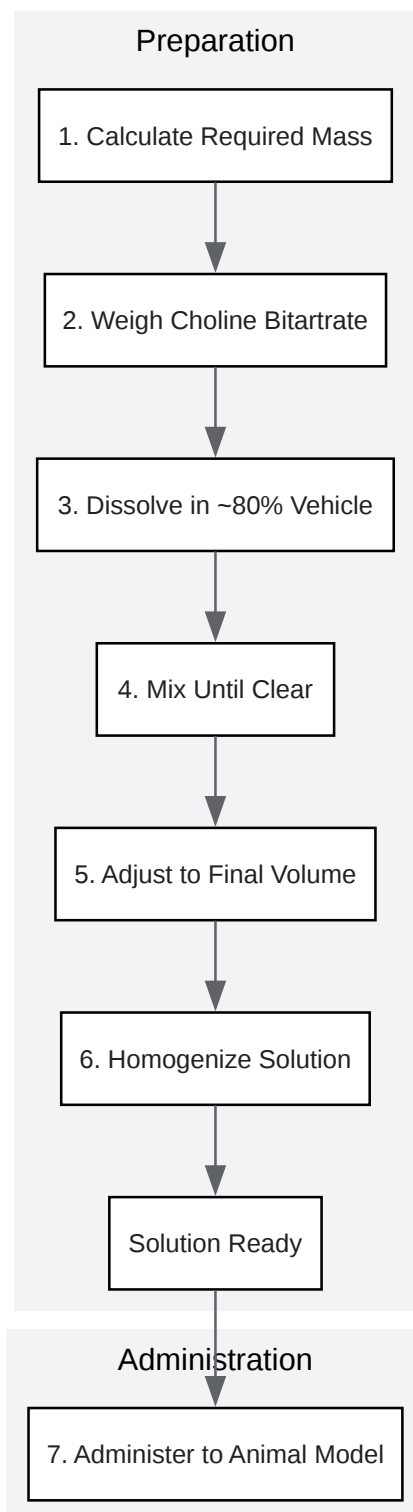 Preparation
1. Calculate Required Mass
2. Weigh Choline Bitartrate
3. Dissolve in ~80% Vehicle
4. Mix Until Clear
5. Adjust to Final Volume
6. Homogenize Solution
Solution Ready
Administration
7. Administer to Animal Model